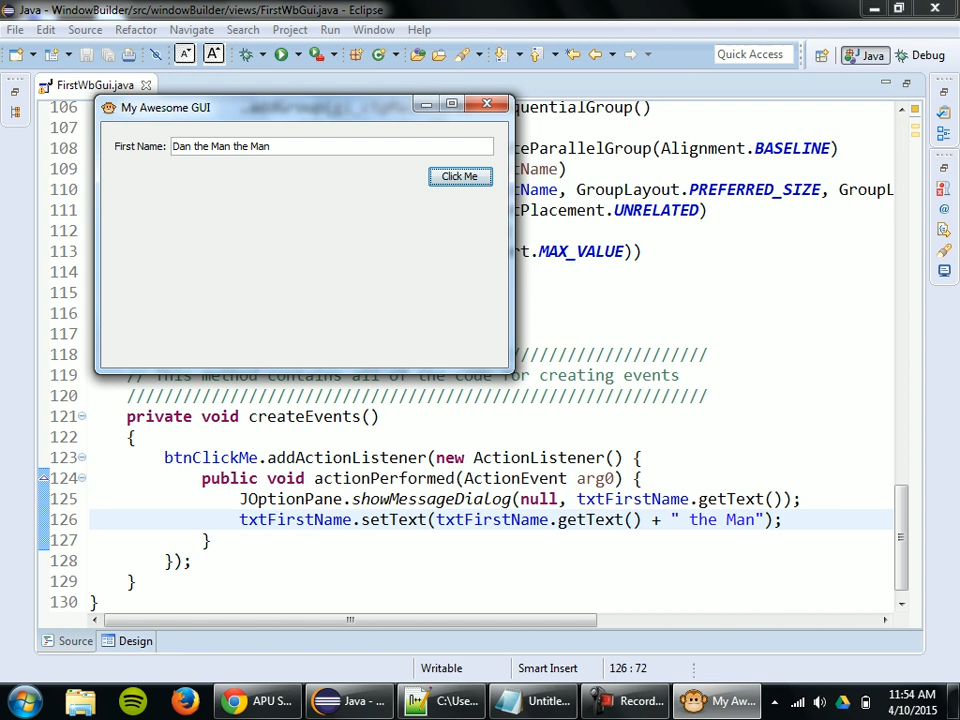 Java - WindowBuilder/src/windowBuilder/views/FirstWbGui.java - Eclipse
File Edit Source Refactor Navigate Search Project Run Window Help
Quick Access Java Debug
FirstWbGui.java
My Awesome GUI
First Name: Dan the Man the Man
Click Me
106 quentialGroup()
107
108 ParallelGroup(Alignment.BASELINE)
109 Name)
110 Name, GroupLayout.PREFERRED_SIZE, GroupL
111 Placement.UNRELATED)
112
113 .MAX_VALUE))
114
115
116
117
118 /////////////////////
119 // This method contains all of the code for creating events
120 //////////////////////////////////////////////////////////////
121 private void createEvents()
122 {
123 btnClickMe.addActionListener(new ActionListener() {
124 public void actionPerformed(ActionEvent arg0) {
125 JOptionPane.showMessageDialog(null, txtFirstName.getText());
126 txtFirstName.setText(txtFirstName.getText() + " the Man");
127 }
128 });
129 }
130 }
Source Design
Writable Smart Insert 126 : 72
APU S... Java - ... C:\Use... Untitle... Record... My Aw... 11:54 AM
4/10/2015